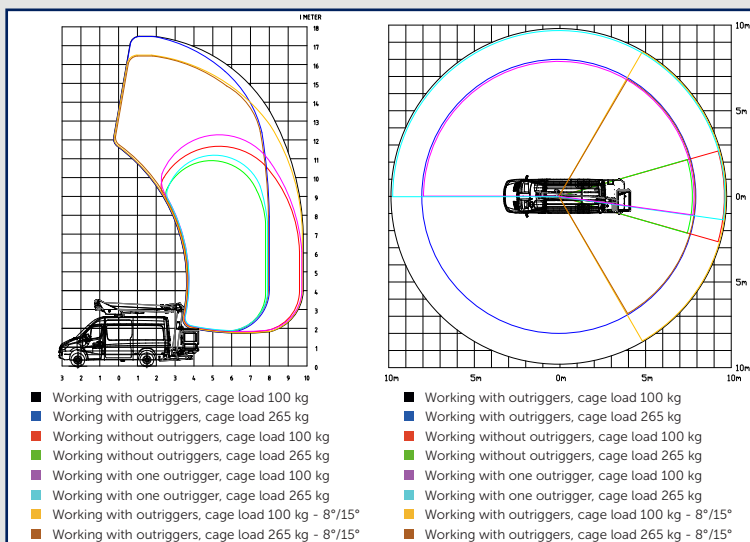 1 METER
18
17
16
15
14
13
12
11
10
9
8
7
6
5
4
3
2
1
0
3 2 1 0 1 2 3 4 5 6 7 8 9 10
Working with outriggers, cage load 100 kg
Working with outriggers, cage load 265 kg
Working without outriggers, cage load 100 kg
Working without outriggers, cage load 265 kg
Working with one outrigger, cage load 100 kg
Working with one outrigger, cage load 265 kg
Working with outriggers, cage load 100 kg - 8°/15°
Working with outriggers, cage load 265 kg - 8°/15°
10m
5m
0m
5m
10m
10m 5m 0m 5m 10m
Working with outriggers, cage load 100 kg
Working with outriggers, cage load 265 kg
Working without outriggers, cage load 100 kg
Working without outriggers, cage load 265 kg
Working with one outrigger, cage load 100 kg
Working with one outrigger, cage load 265 kg
Working with outriggers, cage load 100 kg - 8°/15°
Working with outriggers, cage load 265 kg - 8°/15°